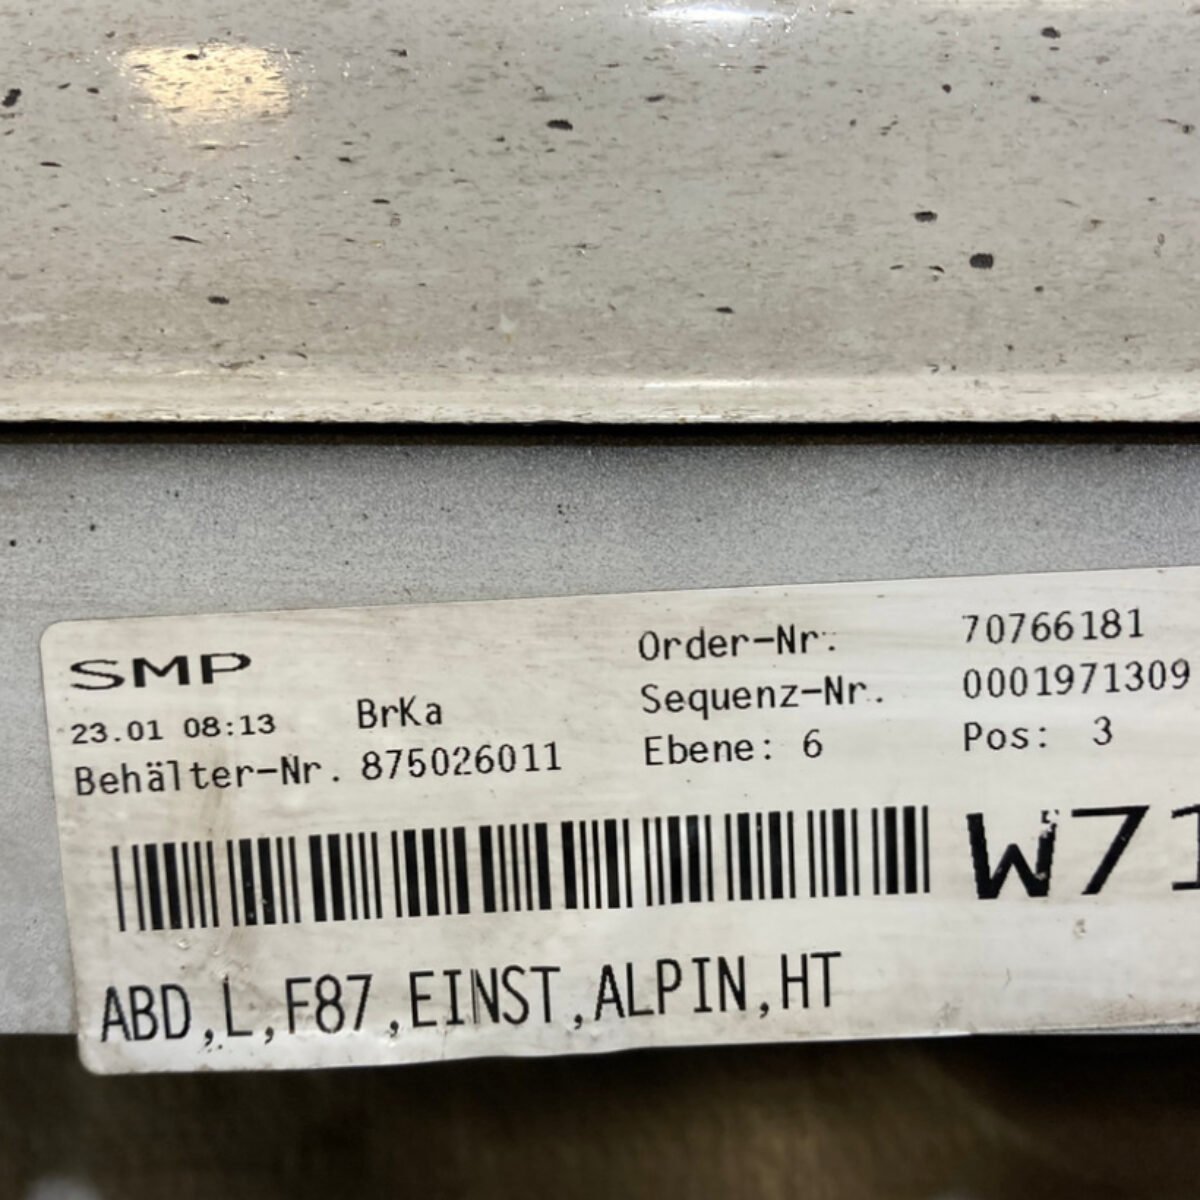 SMP
23.01 08:13 BrKa
Behälter-Nr. 875026011
Order-Nr. 70766181
Sequenz-Nr. 0001971309
Ebene: 6 Pos: 3
W71
ABD,L,F87,EINST,ALPIN,HT